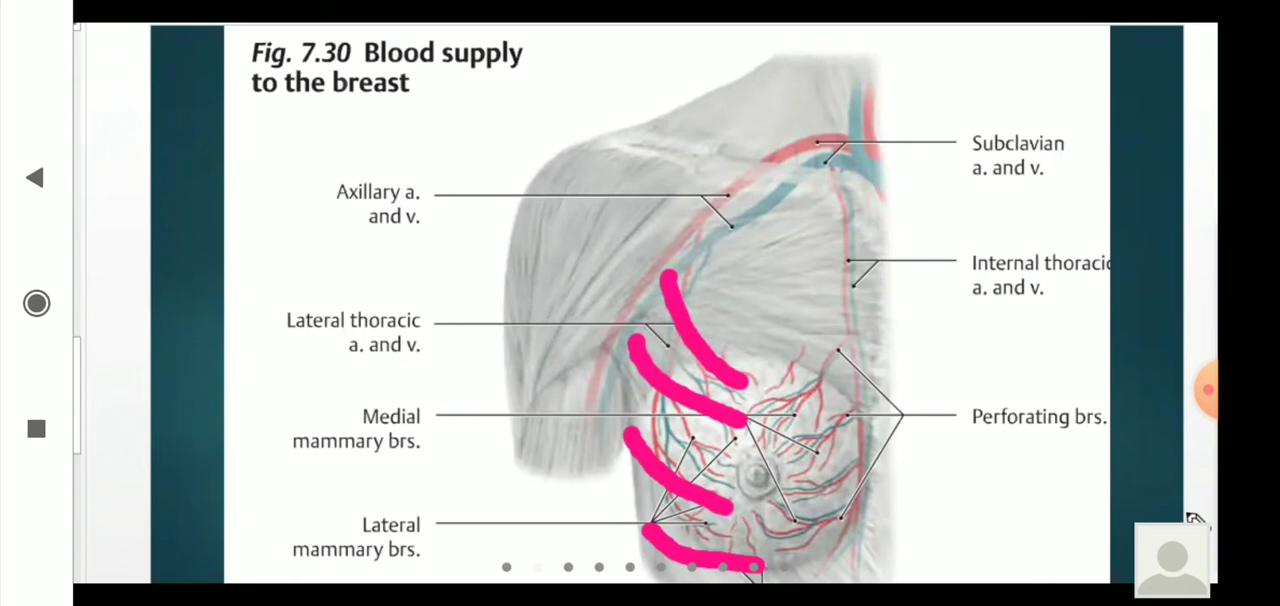 Fig. 7.30 Blood supply
to the breast
Subclavian
a. and v.
Axillary a.
and v.
Internal thoracic
a. and v.
Lateral thoracic
a. and v.
Medial
mammary brs.
Perforating brs.
Lateral
mammary brs.